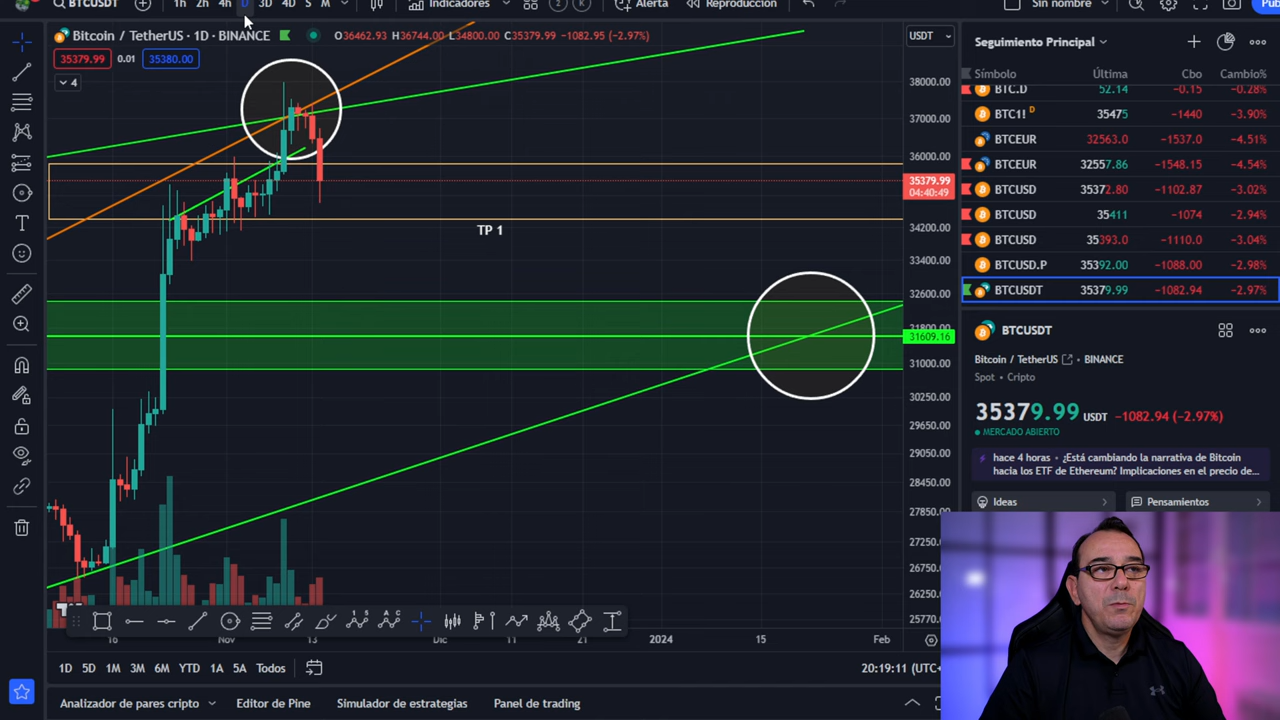 BTCUSDT
1h 2h 4h D 3D 4D S M
Indicadores
Alerta
Reproducción
Sin nombre
Bitcoin / TetherUS · 1D · BINANCE
O36462.93 H36744.00 L34800.00 C35379.99 −1082.95 (−2.97%)
35379.99 0.01 35380.00
4
USDT
38000.00
37000.00
36000.00
35379.99
04:40:49
34200.00
33400.00
32600.00
31800.00
31609.16
31000.00
30250.00
29650.00
29050.00
28450.00
27850.00
27250.00
26750.00
26250.00
25770.00
TP 1
16 Nov 13 Dic 11 21 2024 15 Feb
1D 5D 1M 3M 6M YTD 1A 5A Todos
20:19:11 (UTC+
Analizador de pares cripto
Editor de Pine
Simulador de estrategias
Panel de trading
Seguimiento Principal
Símbolo Última Cbo Cambio%
BTC.D 52.14 −0.15 −0.28%
BTC1! D 35475 −1440 −3.90%
BTCEUR 32563.0 −1537.0 −4.51%
BTCEUR 32557.86 −1548.15 −4.54%
BTCUSD 35372.80 −1102.87 −3.02%
BTCUSD 35411 −1074 −2.94%
BTCUSD 35393.0 −1110.0 −3.04%
BTCUSD.P 35392.00 −1088.00 −2.98%
BTCUSDT 35379.99 −1082.94 −2.97%
BTCUSDT
Bitcoin / TetherUS BINANCE
Spot • Cripto
35379.99 USDT −1082.94 (−2.97%)
MERCADO ABIERTO
hace 4 horas • ¿Está cambiando la narrativa de Bitcoin
hacia los ETF de Ethereum? Implicaciones en el precio de...
Ideas
Pensamientos